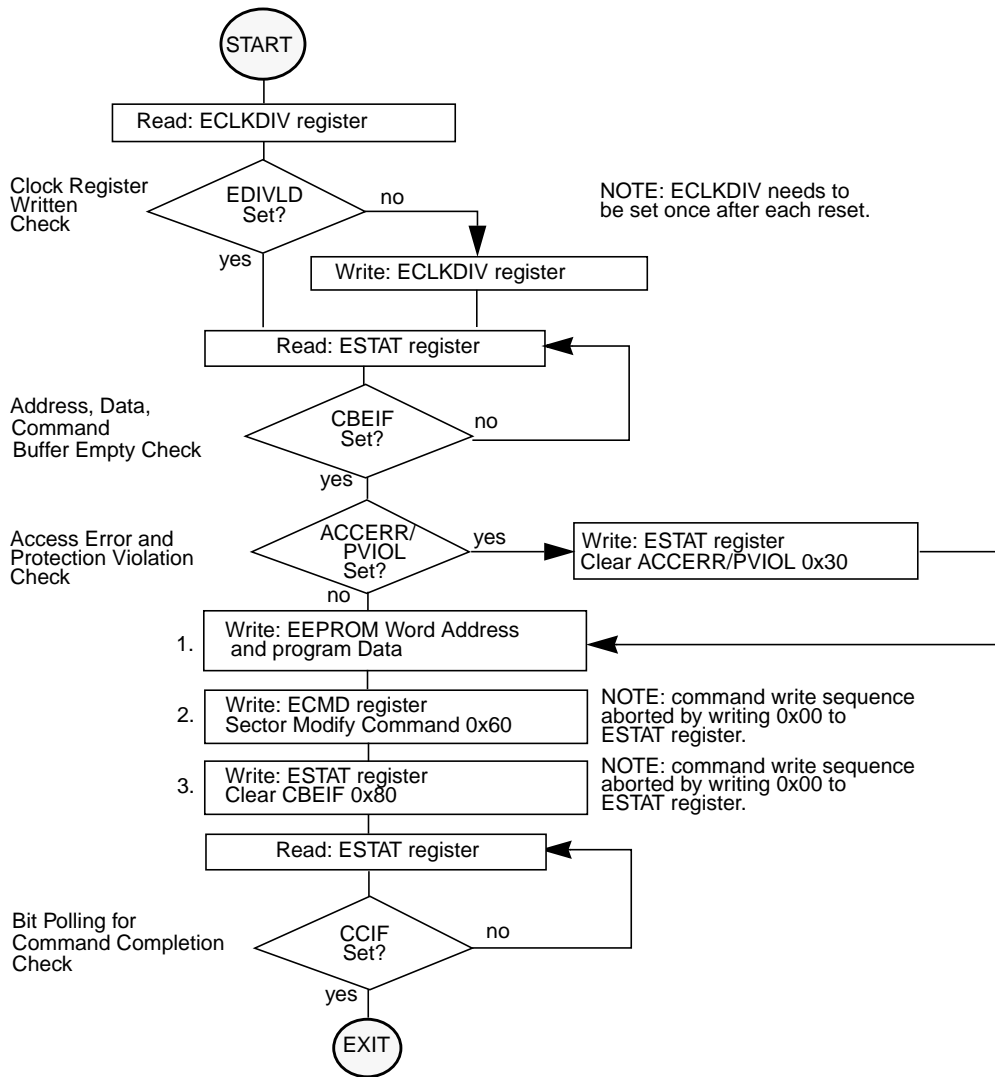 START
Read: ECLKDIV register
Clock Register
Written
Check
EDIVLD
Set?
no
yes
NOTE: ECLKDIV needs to
be set once after each reset.
Write: ECLKDIV register
Read: ESTAT register
Address, Data,
Command
Buffer Empty Check
CBEIF
Set?
no
yes
Access Error and
Protection Violation
Check
ACCERR/
PVIOL
Set?
yes
no
Write: ESTAT register
Clear ACCERR/PVIOL 0x30
1.
Write: EEPROM Word Address
and program Data
2.
Write: ECMD register
Sector Modify Command 0x60
NOTE: command write sequence
aborted by writing 0x00 to
ESTAT register.
3.
Write: ESTAT register
Clear CBEIF 0x80
NOTE: command write sequence
aborted by writing 0x00 to
ESTAT register.
Read: ESTAT register
Bit Polling for
Command Completion
Check
CCIF
Set?
no
yes
EXIT